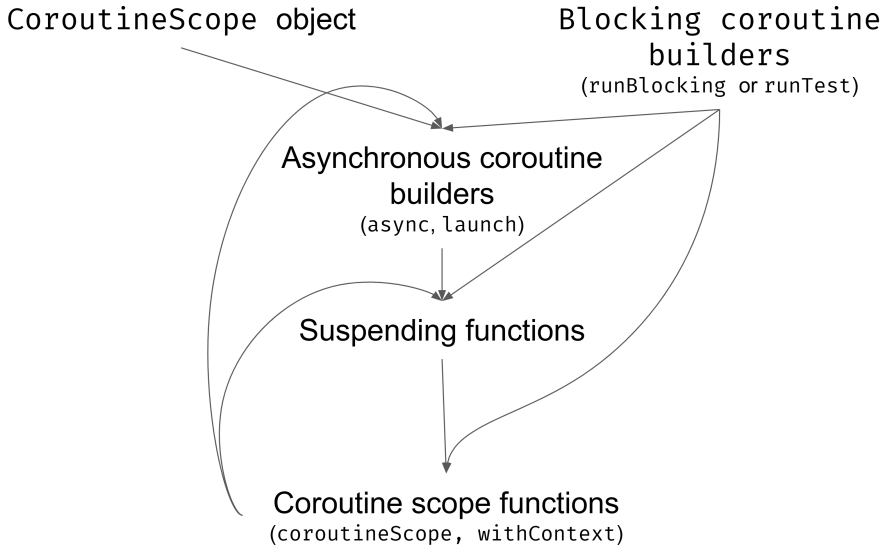 CoroutineScope object
Blocking coroutine
builders
(runBlocking or runTest)
Asynchronous coroutine
builders
(async, launch)
Suspending functions
Coroutine scope functions
(coroutineScope, withContext)